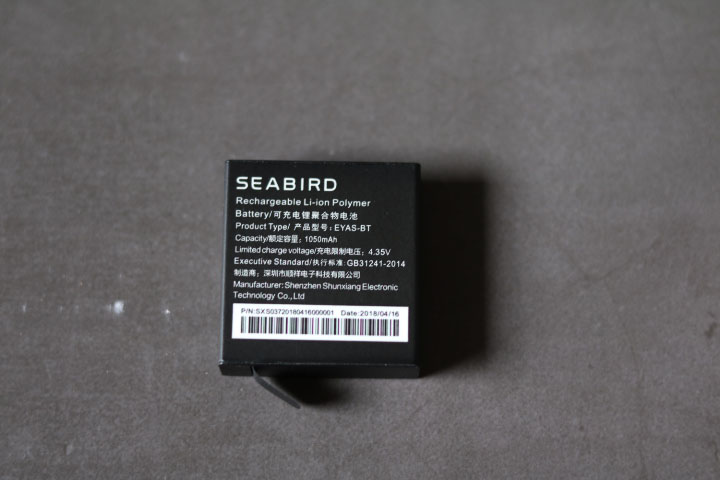 SEABIRD
Rechargeable Li-ion Polymer
Battery/可充电锂聚合物电池
Product Type/ 产品型号: EYAS-BT
Capacity/额定容量: 1050mAh
Limited charge voltage/充电限制电压: 4.35V
Executive Standard/执行标准: GB31241-2014
制造商: 深圳市顺祥电子科技有限公司
Manufacturer: Shenzhen Shunxiang Electronic
Technology Co.,Ltd
P/N:SXS03720180416000001 Date:2018/04/16